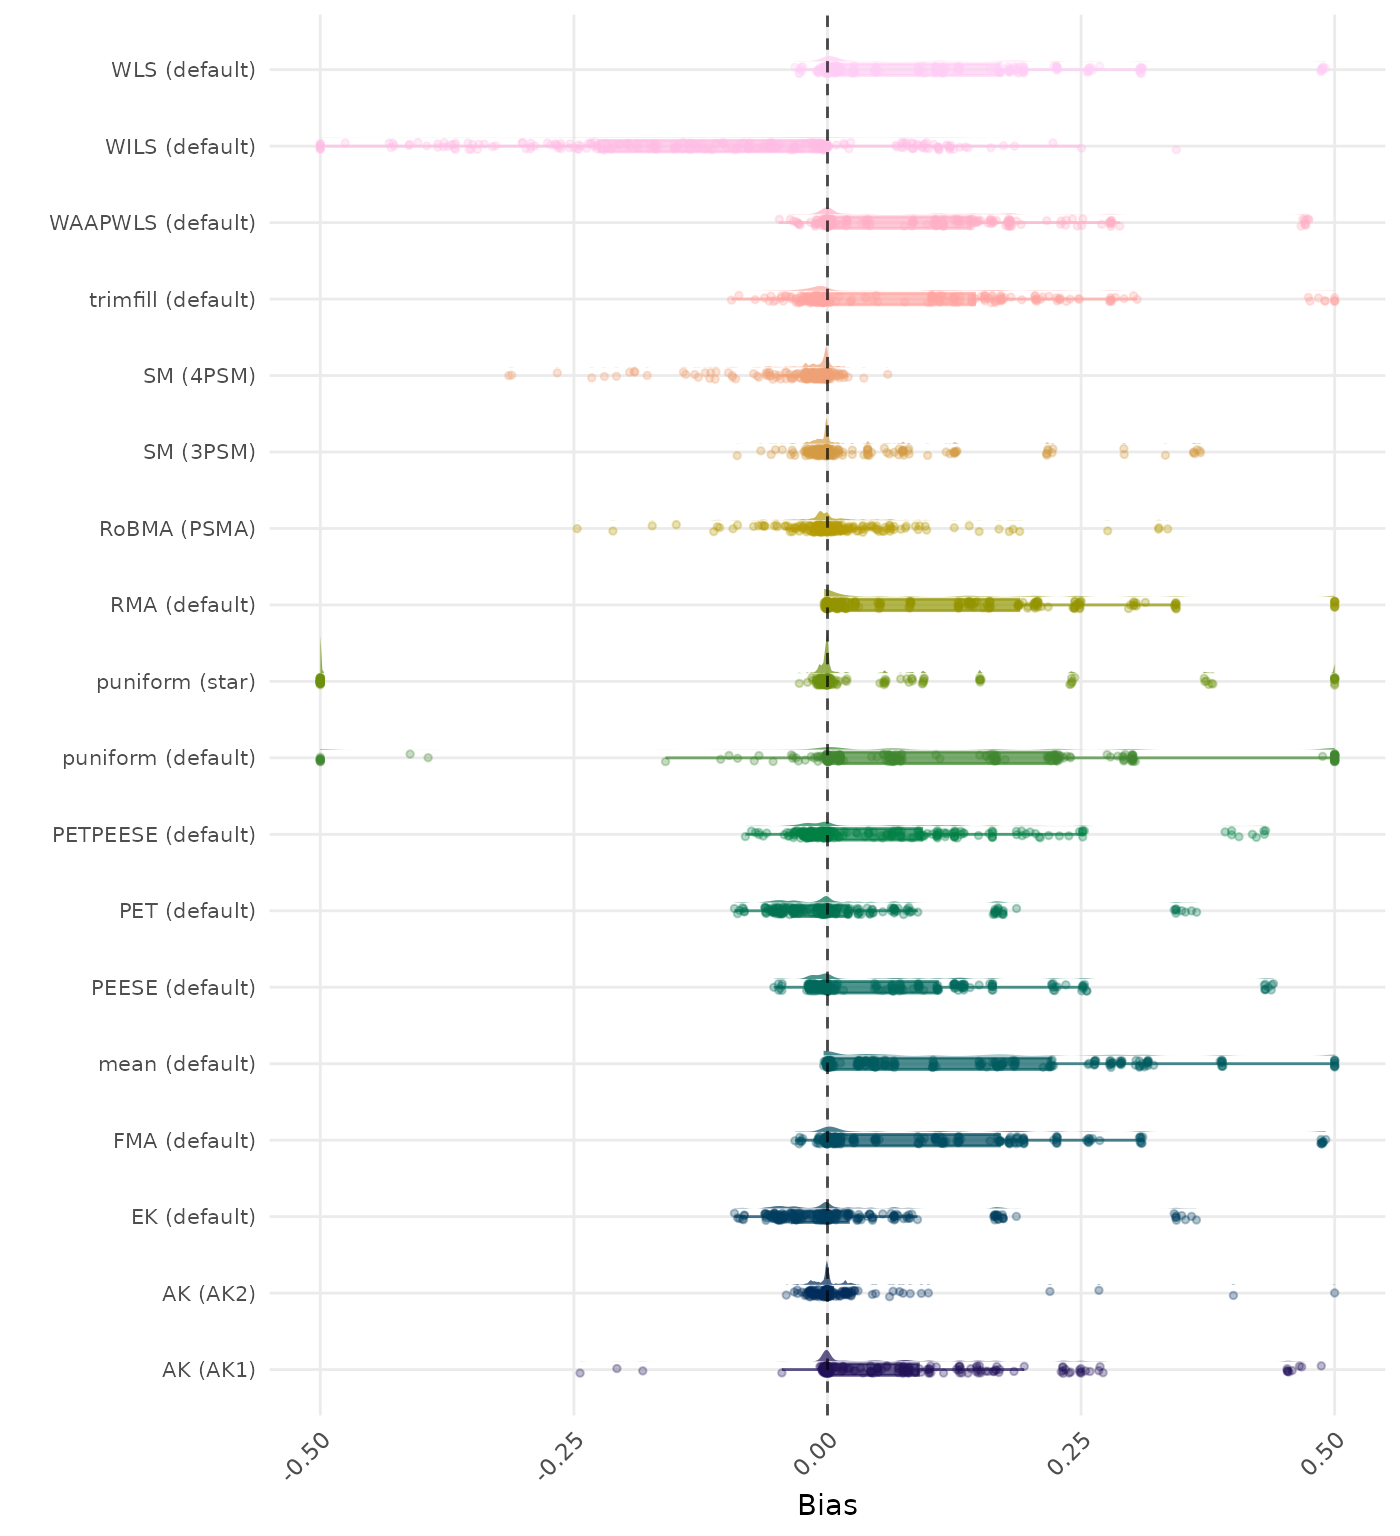 WLS (default)
WILS (default)
WAAPWLS (default)
trimfill (default)
SM (4PSM)
SM (3PSM)
RoBMA (PSMA)
RMA (default)
puniform (star)
puniform (default)
PETPEESE (default)
PET (default)
PEESE (default)
mean (default)
FMA (default)
EK (default)
AK (AK2)
AK (AK1)
-0.50 -0.25 0.00 0.25 0.50
Bias